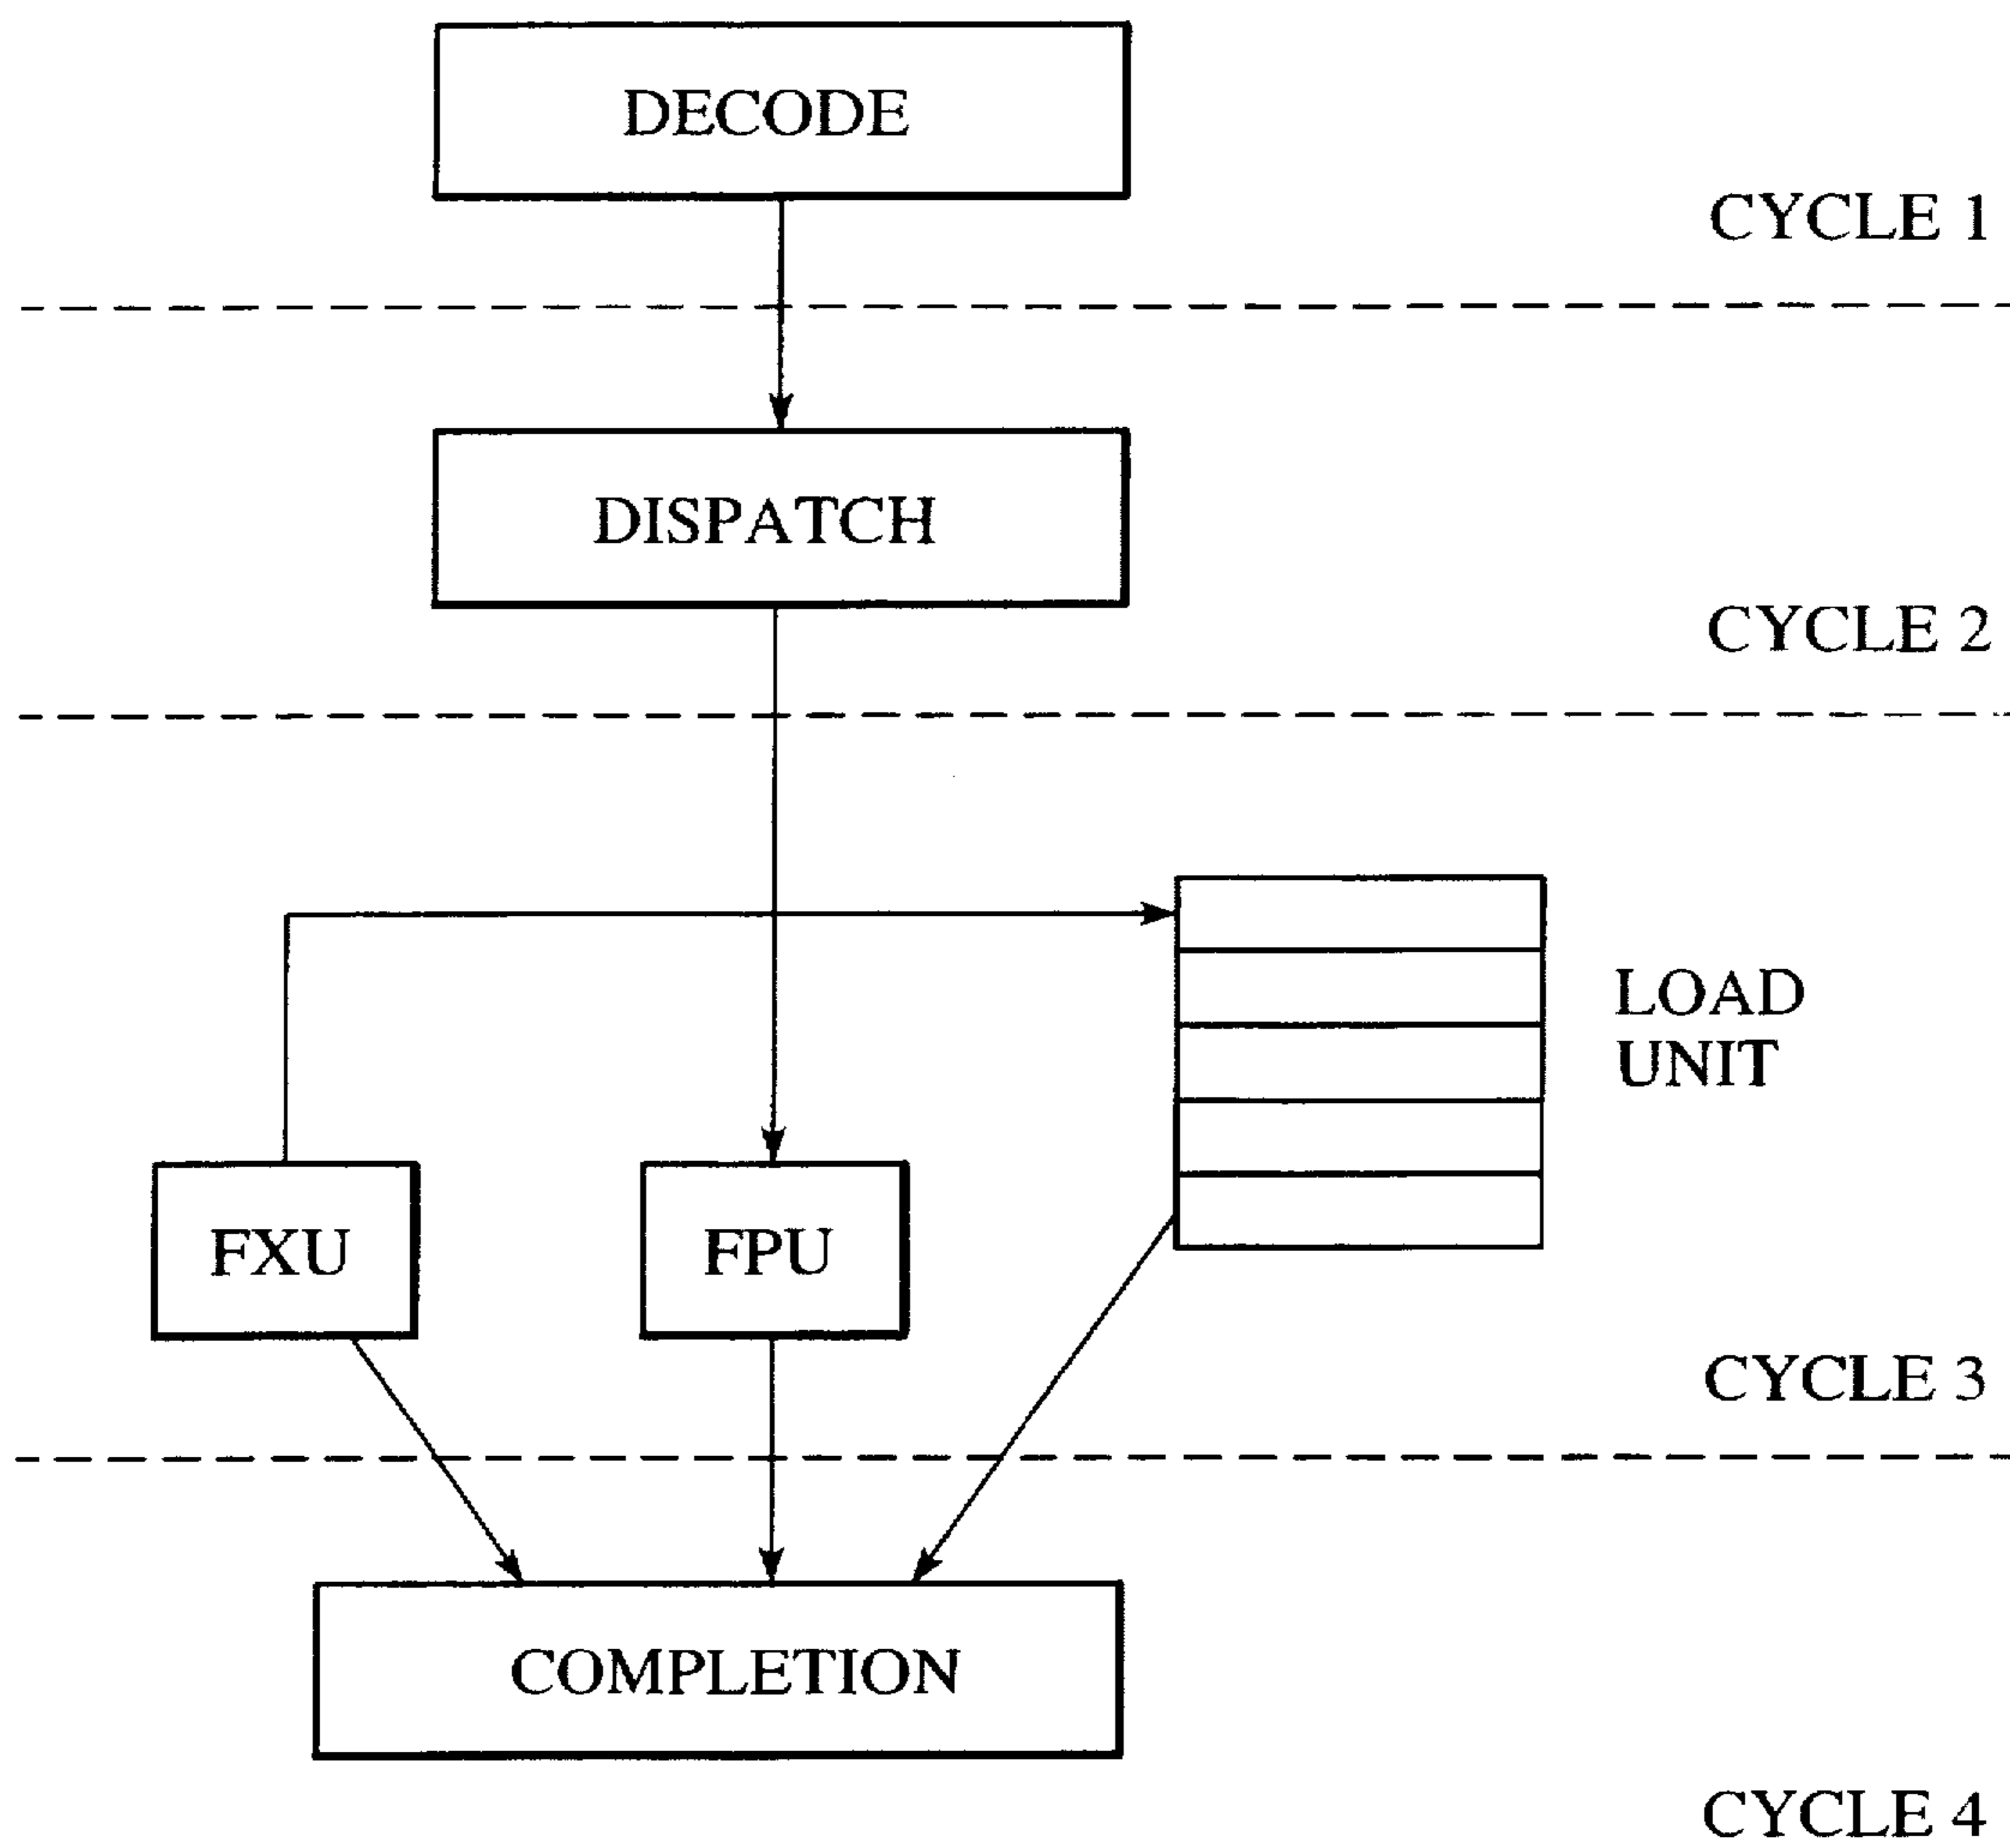 DECODE
CYCLE 1
DISPATCH
CYCLE 2
LOAD
UNIT
FXU
FPU
CYCLE 3
COMPLETION
CYCLE 4